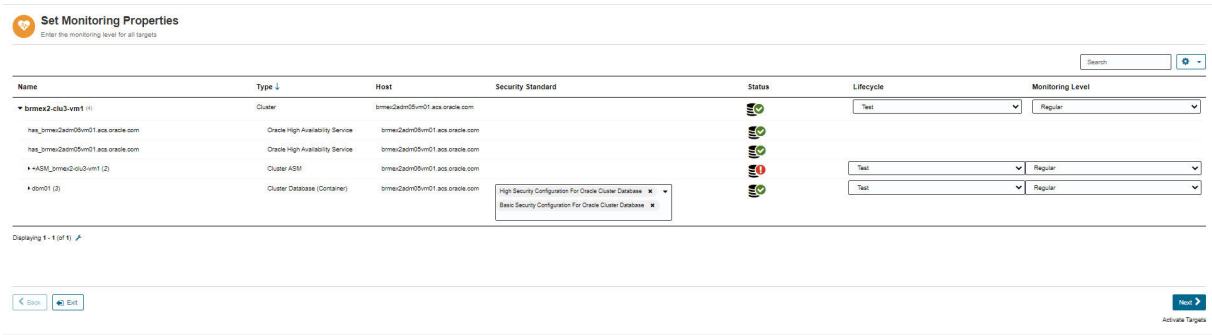 Set Monitoring Properties
Enter the monitoring level for all targets
Search
Name Type ↓ Host Security Standard Status Lifecycle Monitoring Level
brmex2-clu3-vm1 (4) Cluster brmex2adm05vm01.acs.oracle.com Test Regular
has_brmex2adm06vm01.acs.oracle.com Oracle High Availability Service brmex2adm06vm01.acs.oracle.com
has_brmex2adm05vm01.acs.oracle.com Oracle High Availability Service brmex2adm05vm01.acs.oracle.com
+ASM_brmex2-clu3-vm1 (2) Cluster ASM brmex2adm05vm01.acs.oracle.com Test Regular
dbm01 (3) Cluster Database (Container) brmex2adm05vm01.acs.oracle.com High Security Configuration For Oracle Cluster Database × Test Regular
Basic Security Configuration For Oracle Cluster Database ×
Displaying 1 - 1 (of 1)
Back Exit Next
Activate Targets